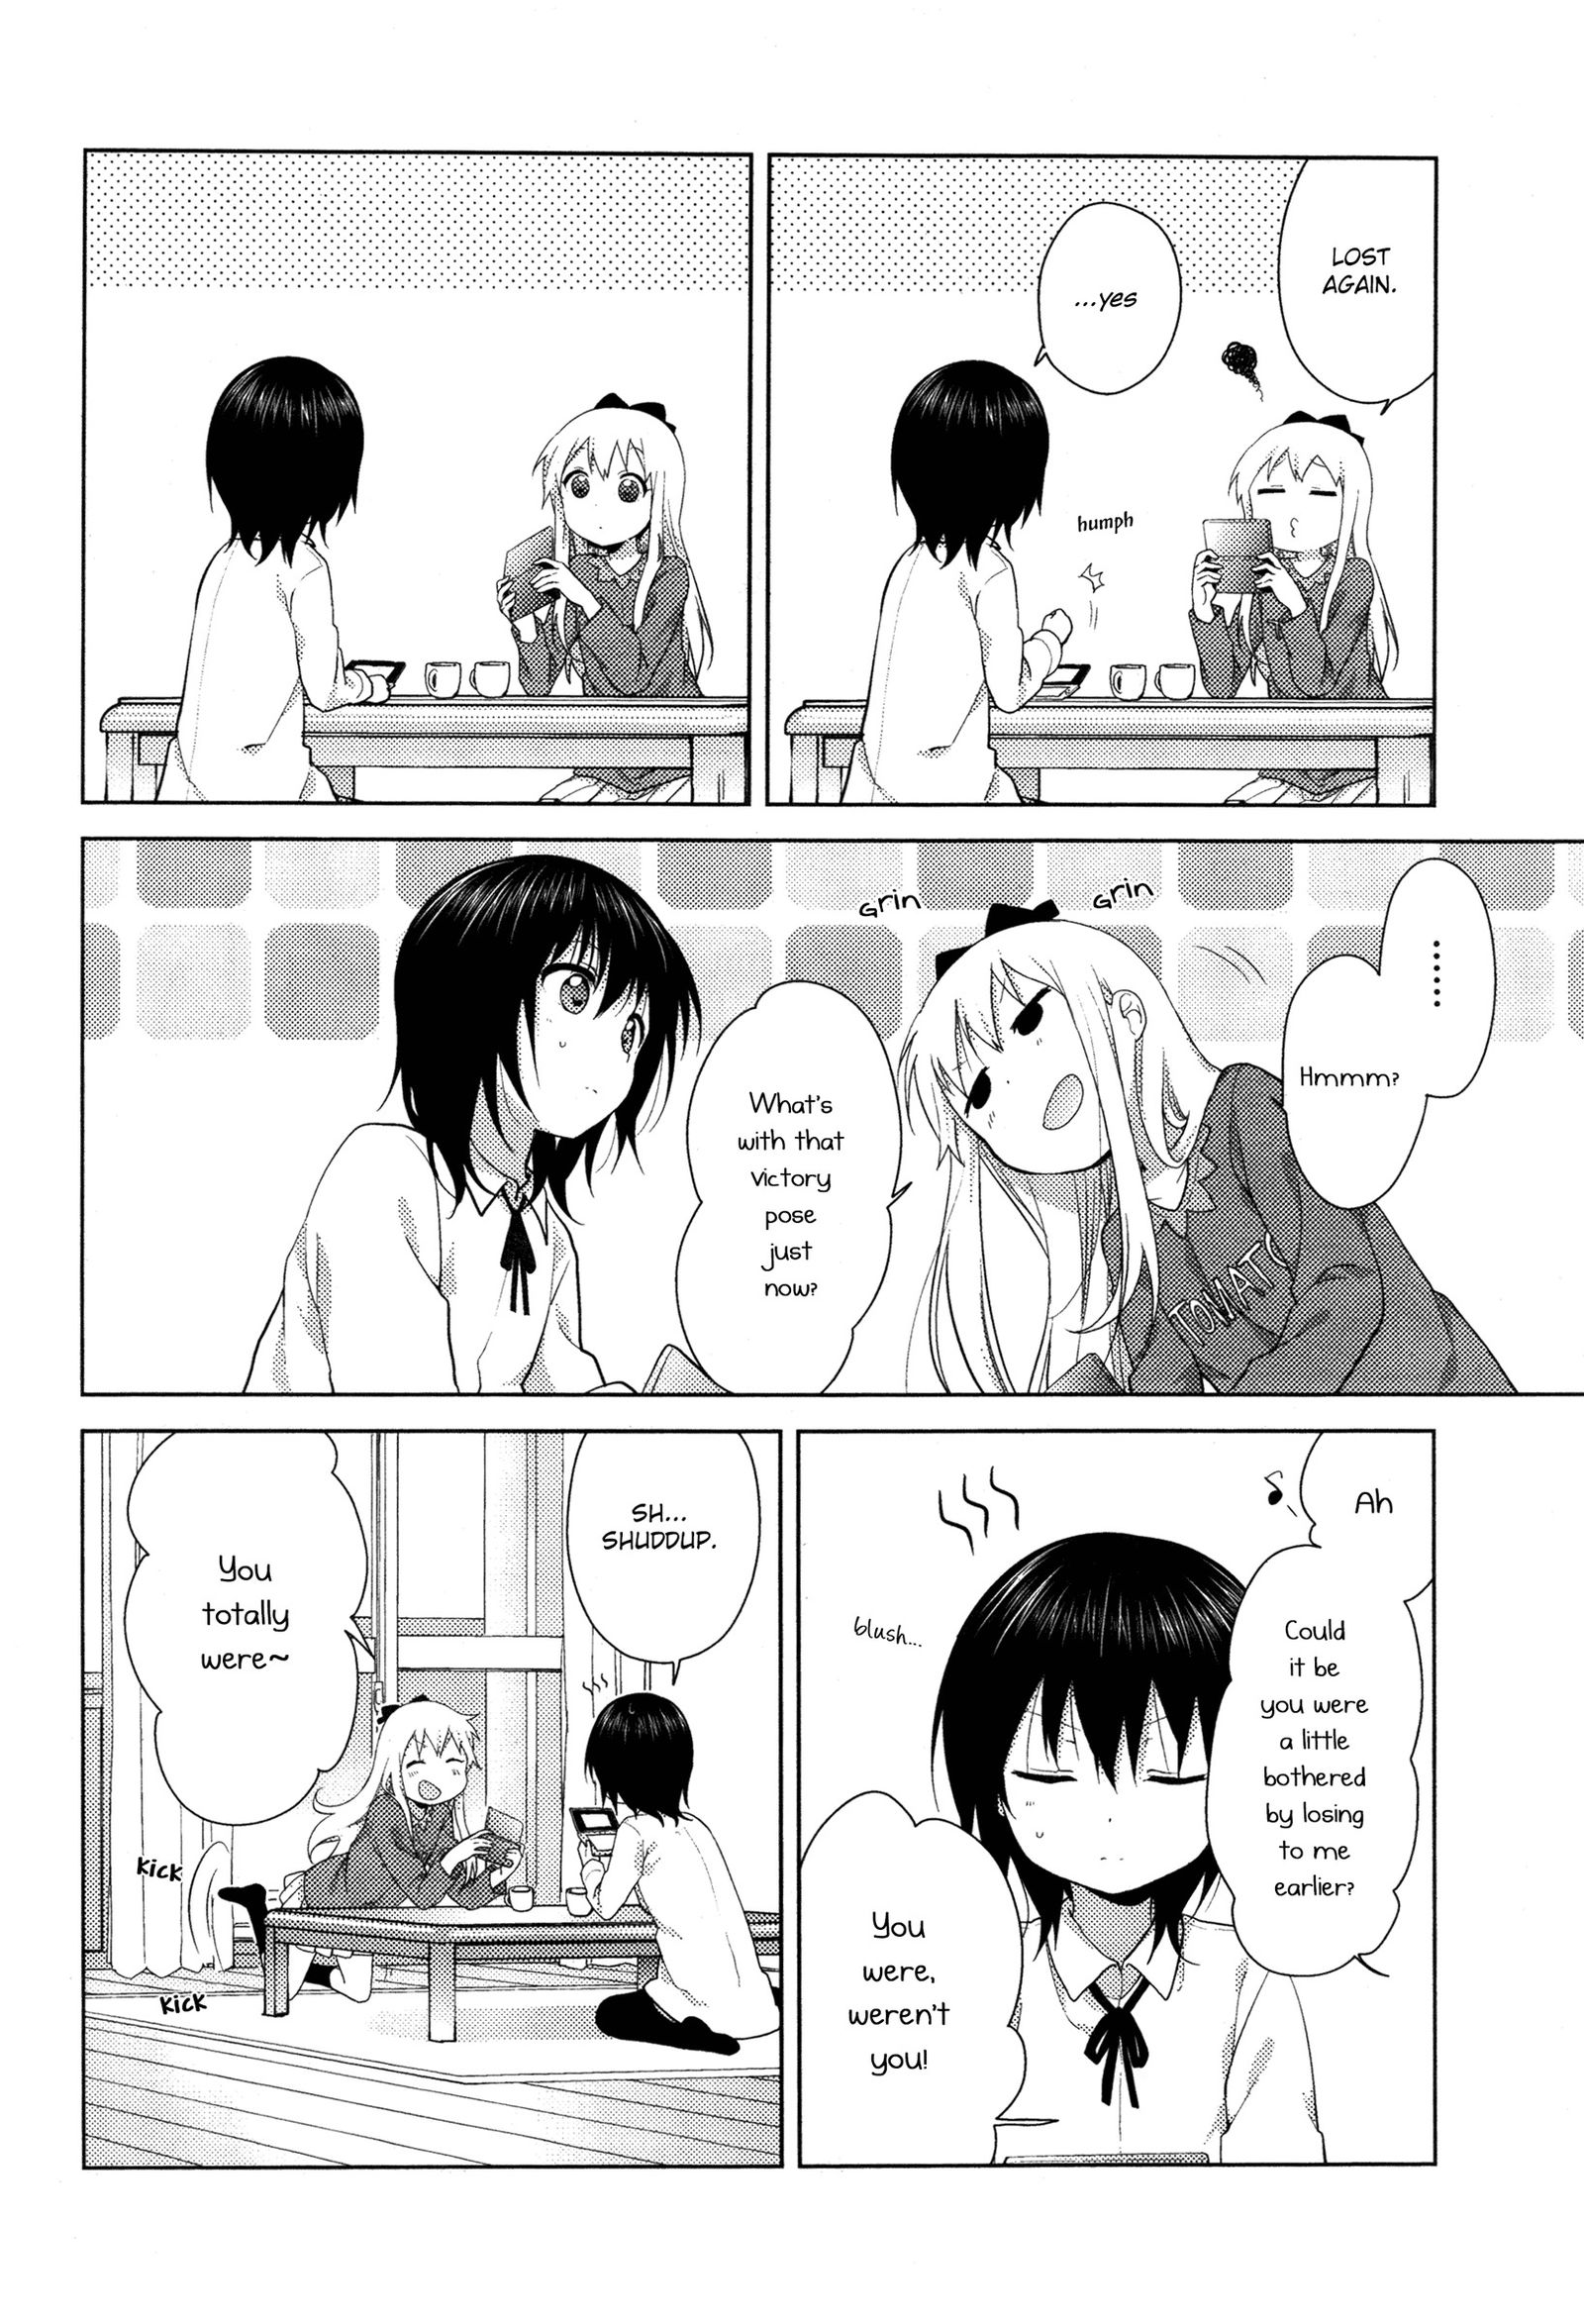 LOST
AGAIN.
...yes
humph
.......
Hmmm?
Grin
Grin
TOMATO
What's
with that
victory
pose
just
now?
Ah
Could
it be
you were
a little
bothered
by losing
to me
earlier?
blush...
You
were,
weren't
you!
SH...
SHUDDUP.
You
totally
were~
kick
kick